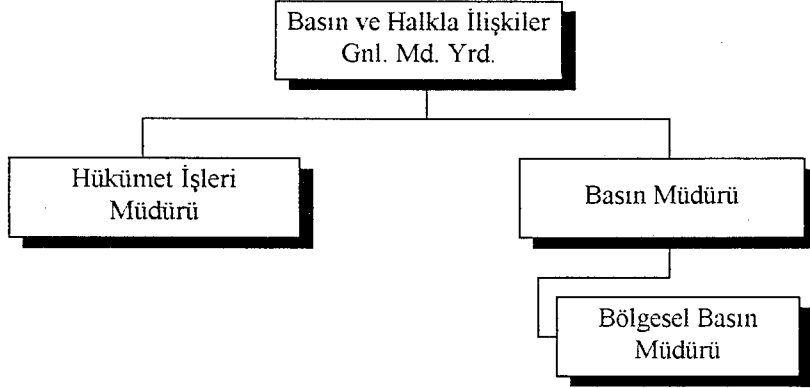 Basın ve Halkla İlişkiler
Gnl. Md. Yrd.
Hükümet İşleri
Müdürü
Basın Müdürü
Bölgesel Basın
Müdürü